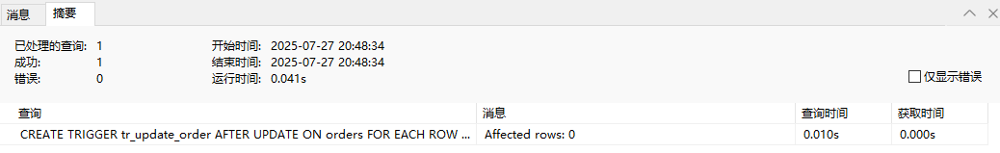 消息 摘要
已处理的查询: 1 开始时间: 2025-07-27 20:48:34
成功: 1 结束时间: 2025-07-27 20:48:34
错误: 0 运行时间: 0.041s
仅显示错误
查询 消息 查询时间 获取时间
CREATE TRIGGER tr_update_order AFTER UPDATE ON orders FOR EACH ROW ... Affected rows: 0 0.010s 0.000s